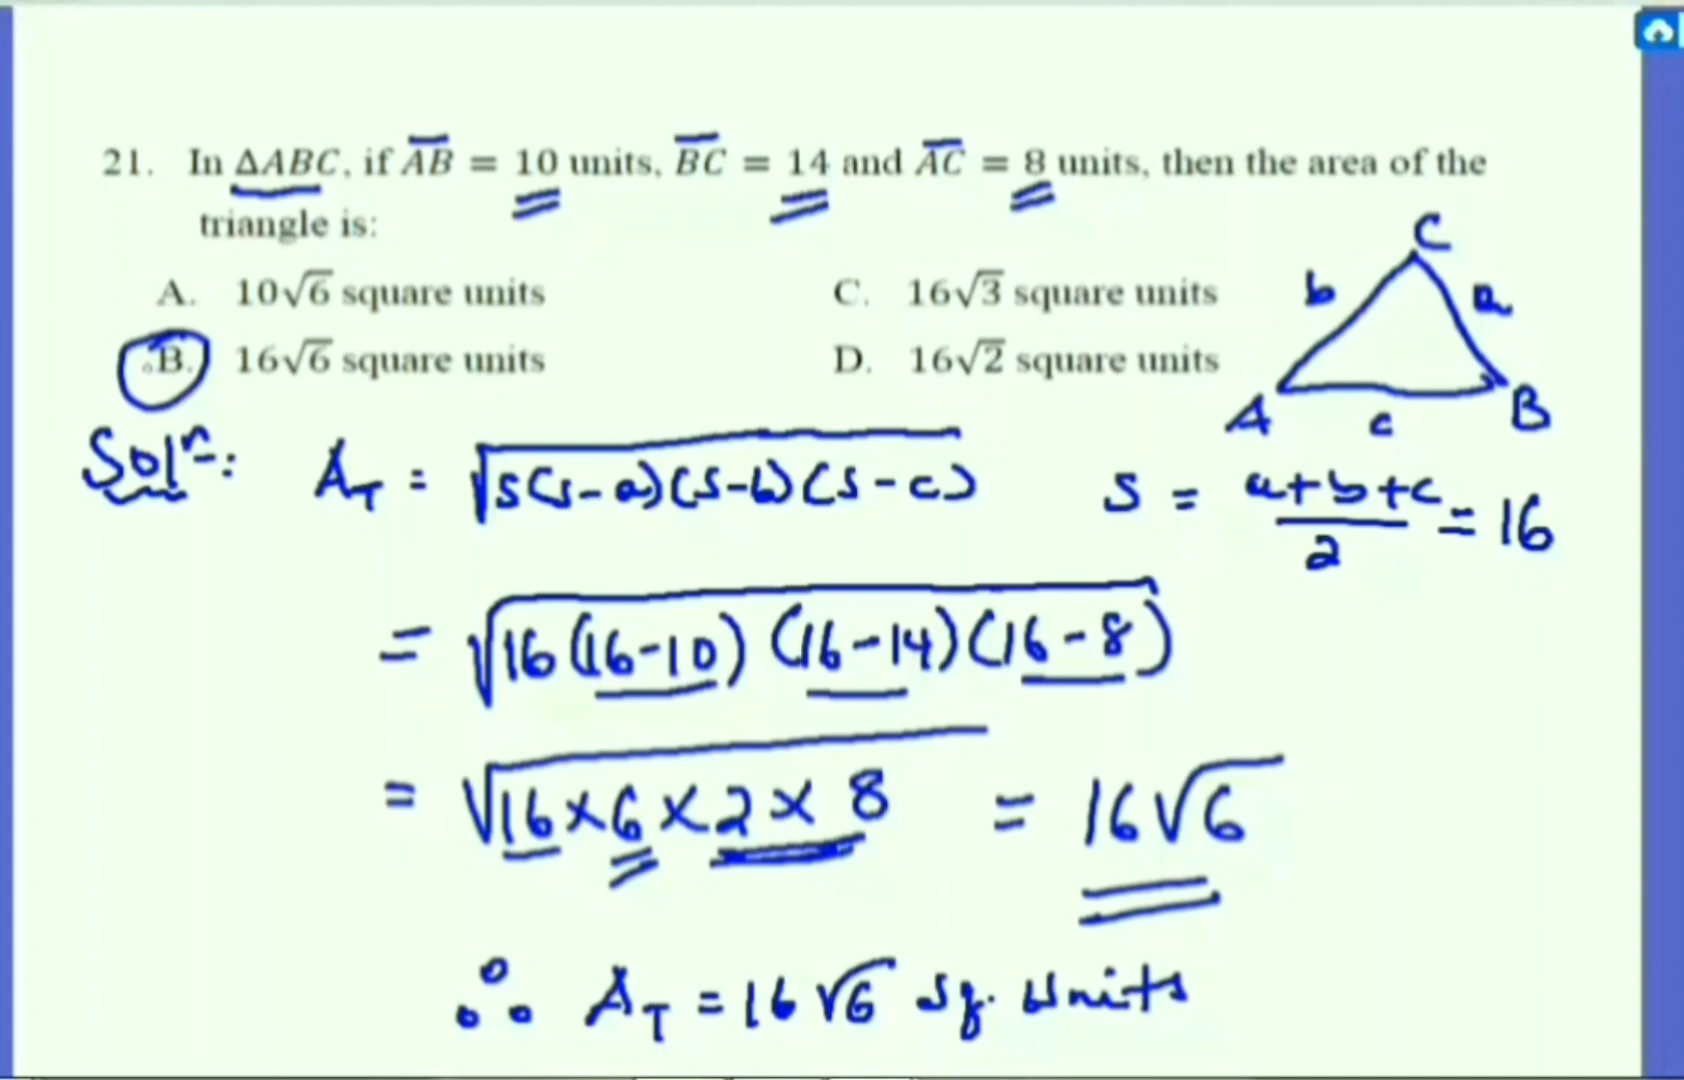 21. In ΔABC, if AB = 10 units, BC = 14 and AC = 8 units, then the area of the
triangle is:
A. 10√6 square units
C. 16√3 square units
B. 16√6 square units
D. 16√2 square units
C
b
a
A
c
B
Solⁿ: A_T = √s(s-a)(s-b)(s-c)
S = a+b+c/2 = 16
= √16(16-10)(16-14)(16-8)
= √16×6×2×8 = 16√6
∴ A_T = 16√6 sq. Units